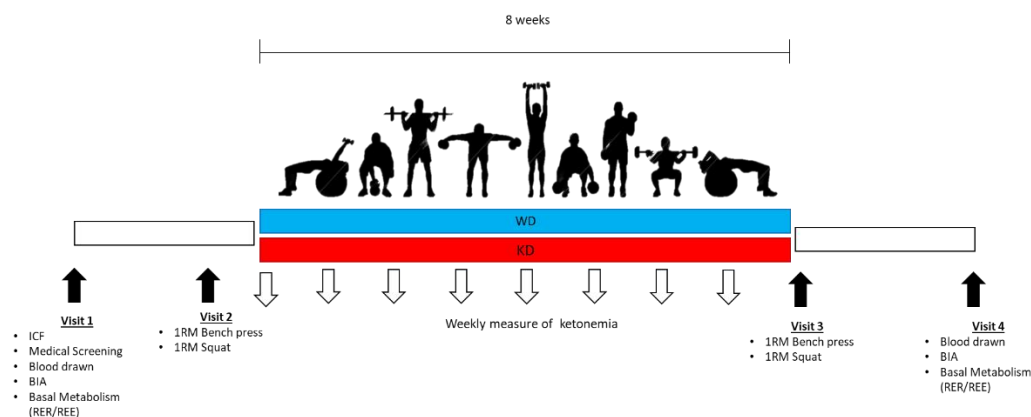 8 weeks
WD
KD
Weekly measure of ketonemia
Visit 1
• ICF
• Medical Screening
• Blood drawn
• BIA
• Basal Metabolism
(RER/REE)
Visit 2
• 1RM Bench press
• 1RM Squat
Visit 3
• 1RM Bench press
• 1RM Squat
Visit 4
• Blood drawn
• BIA
• Basal Metabolism
(RER/REE)